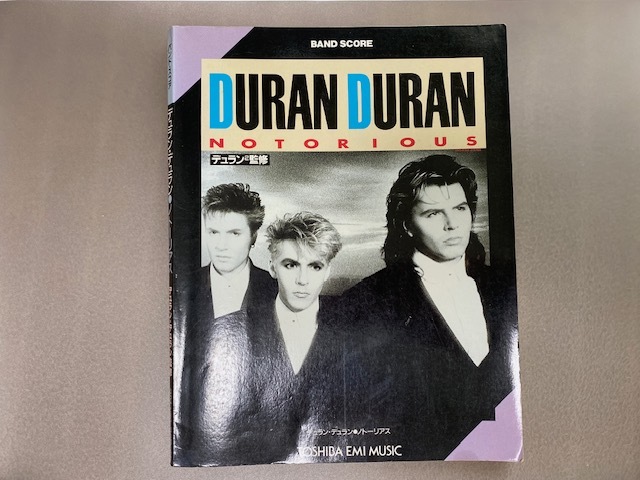 BAND SCORE
DURAN DURAN
NOTORIOUS
デュラン²監修
デュラン・デュラン●ノトーリアス
TOSHIBA EMI MUSIC